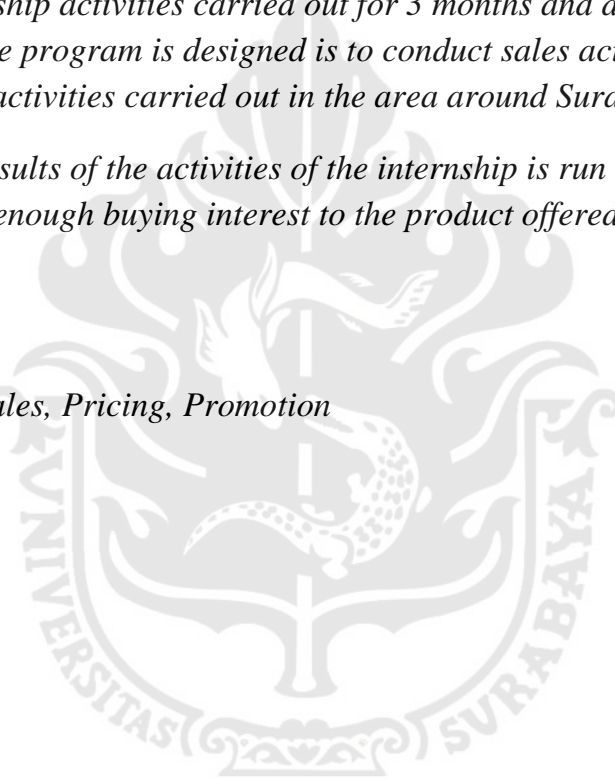 ship activities carried out for 3 months and a
e program is designed is to conduct sales act
activities carried out in the area around Sura
sults of the activities of the internship is run
enough buying interest to the product offered
ales, Pricing, Promotion
UNIVERSITAS SURABAYA